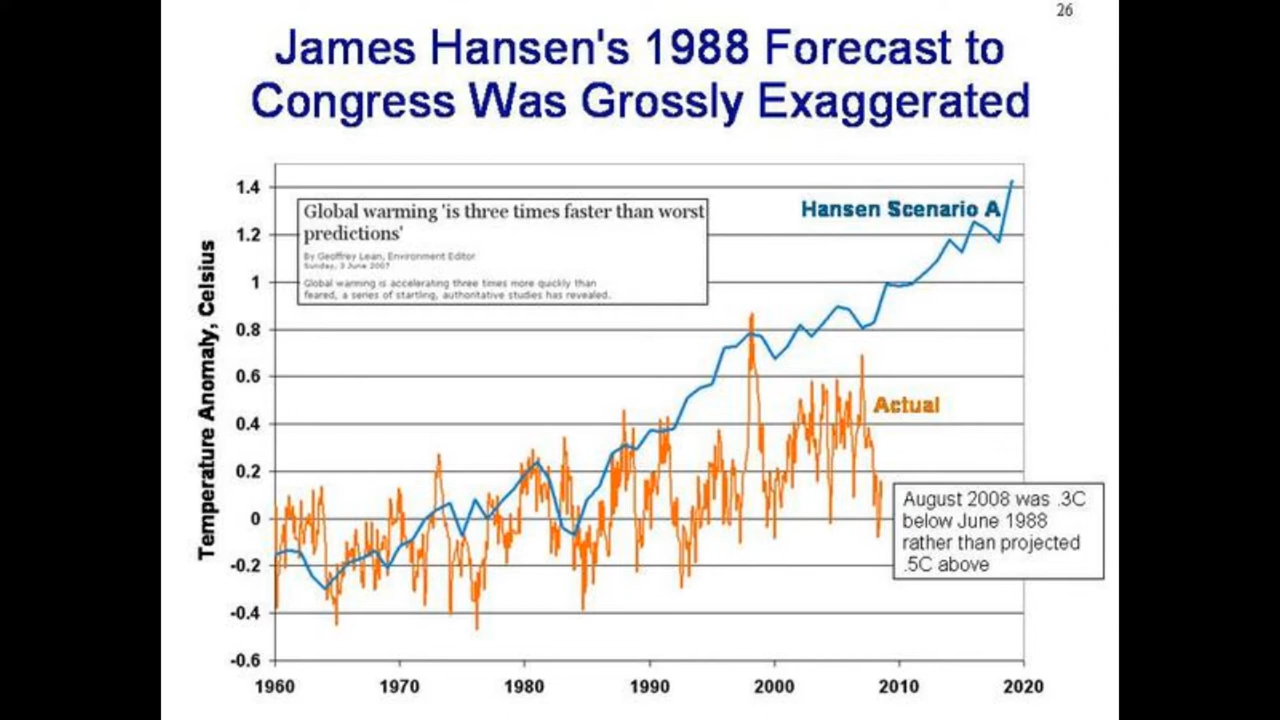 26
James Hansen's 1988 Forecast to
Congress Was Grossly Exaggerated
Temperature Anomaly, Celsius
1.4
1.2
1
0.8
0.6
0.4
0.2
0
-0.2
-0.4
-0.6
Global warming 'is three times faster than worst
predictions'
By Geoffrey Lean, Environment Editor
Sunday, 3 June 2007
Global warming is accelerating three times more quickly than
feared, a series of startling, authoritative studies has revealed.
Hansen Scenario A
Actual
August 2008 was .3C
below June 1988
rather than projected
.5C above
1960 1970 1980 1990 2000 2010 2020